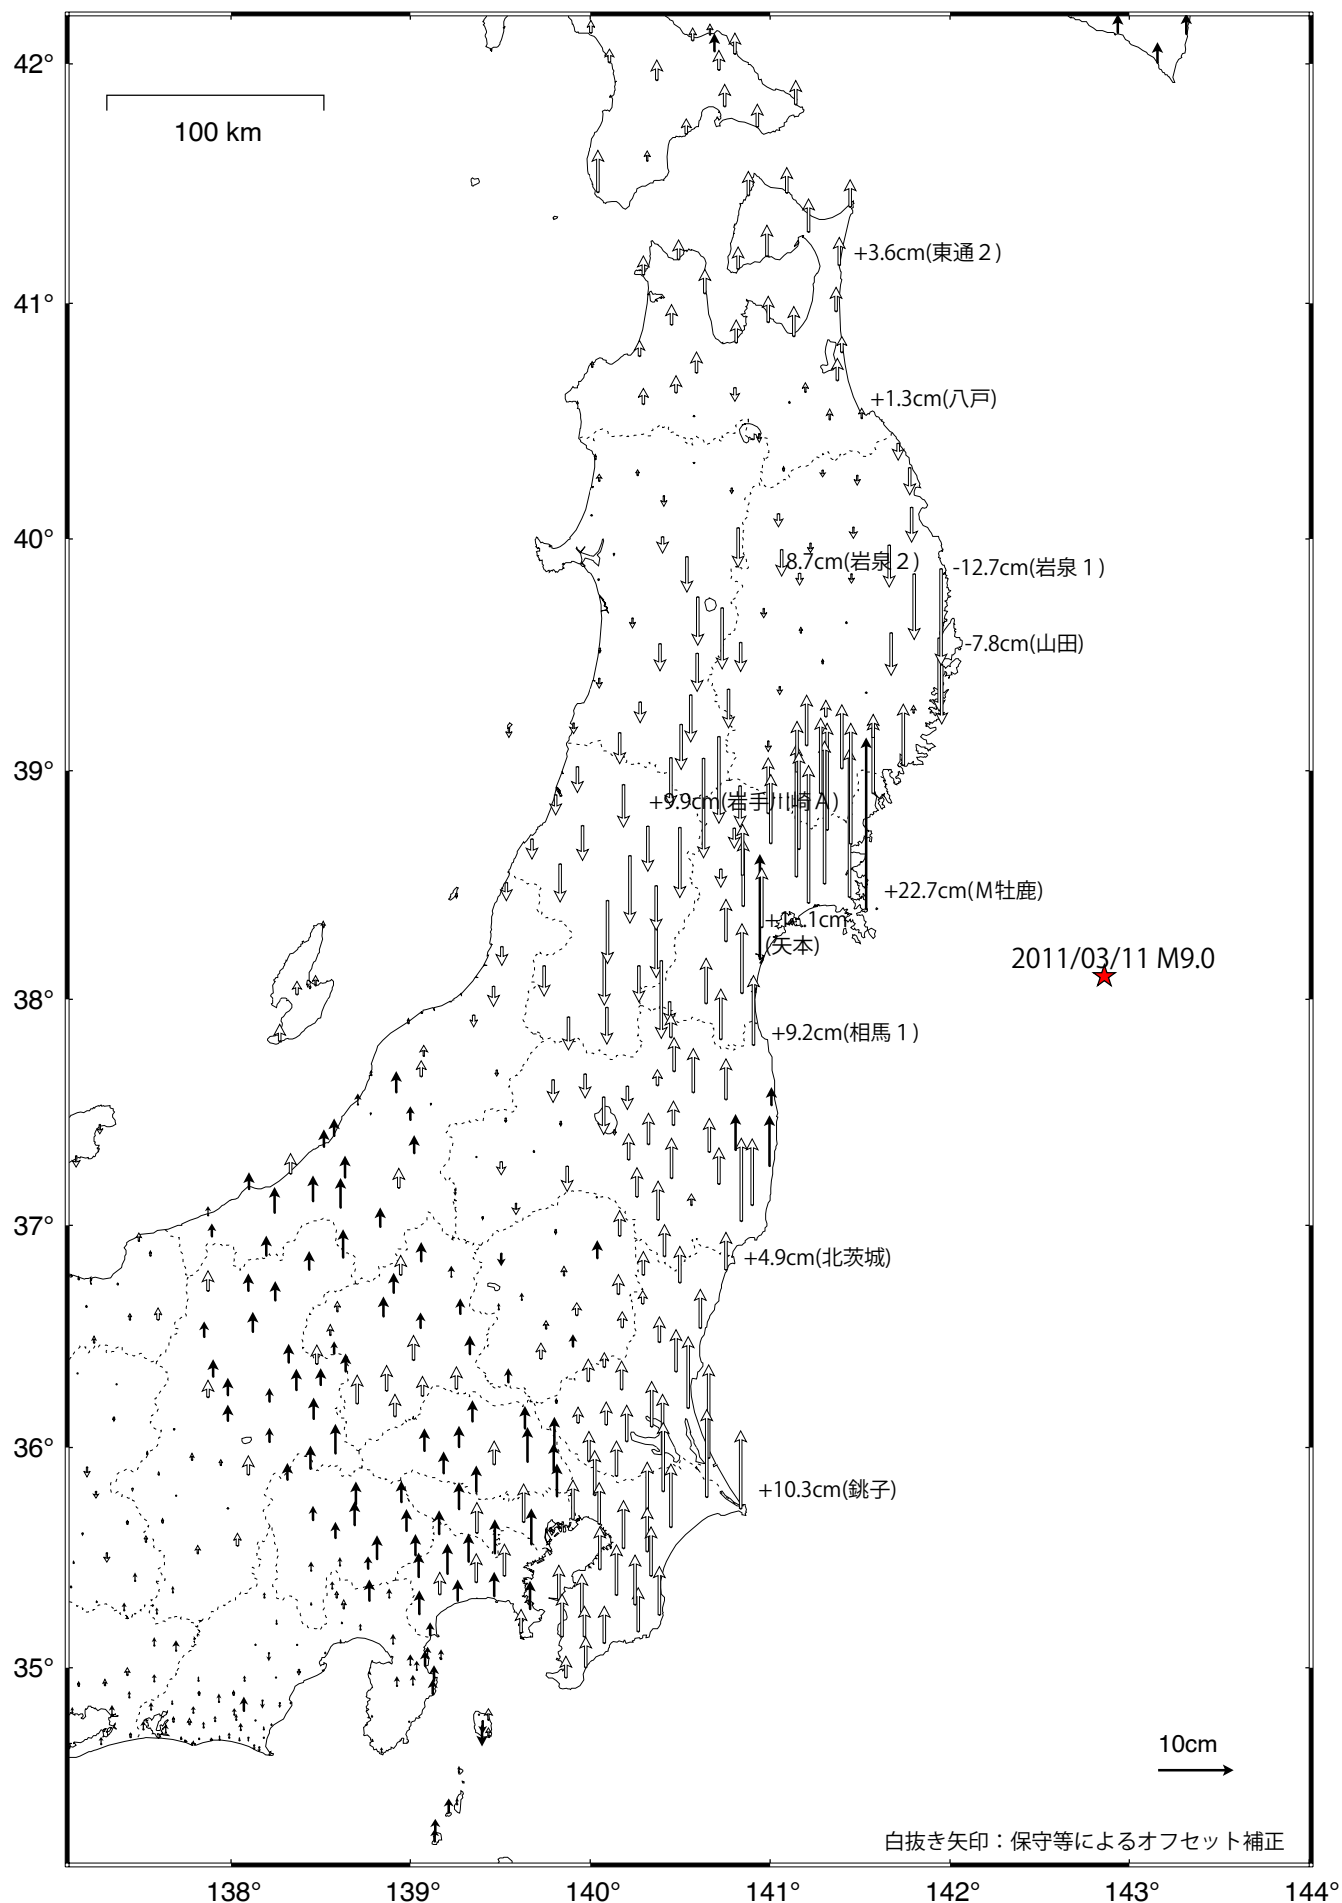 42°
100 km
+3.6cm(東通２)
41°
+1.3cm(八戸)
40°
8.7cm(岩泉２)
-12.7cm(岩泉１)
-7.8cm(山田)
39°
+9.9cm(岩手川崎Ａ)
+22.7cm(Ｍ牡鹿)
(矢本)
2011/03/11 M9.0
38°
+9.2cm(相馬１)
37°
+4.9cm(北茨城)
36°
+10.3cm(銚子)
35°
10cm
白抜き矢印：保守等によるオフセット補正
138°
139°
140°
141°
142°
143°
144°